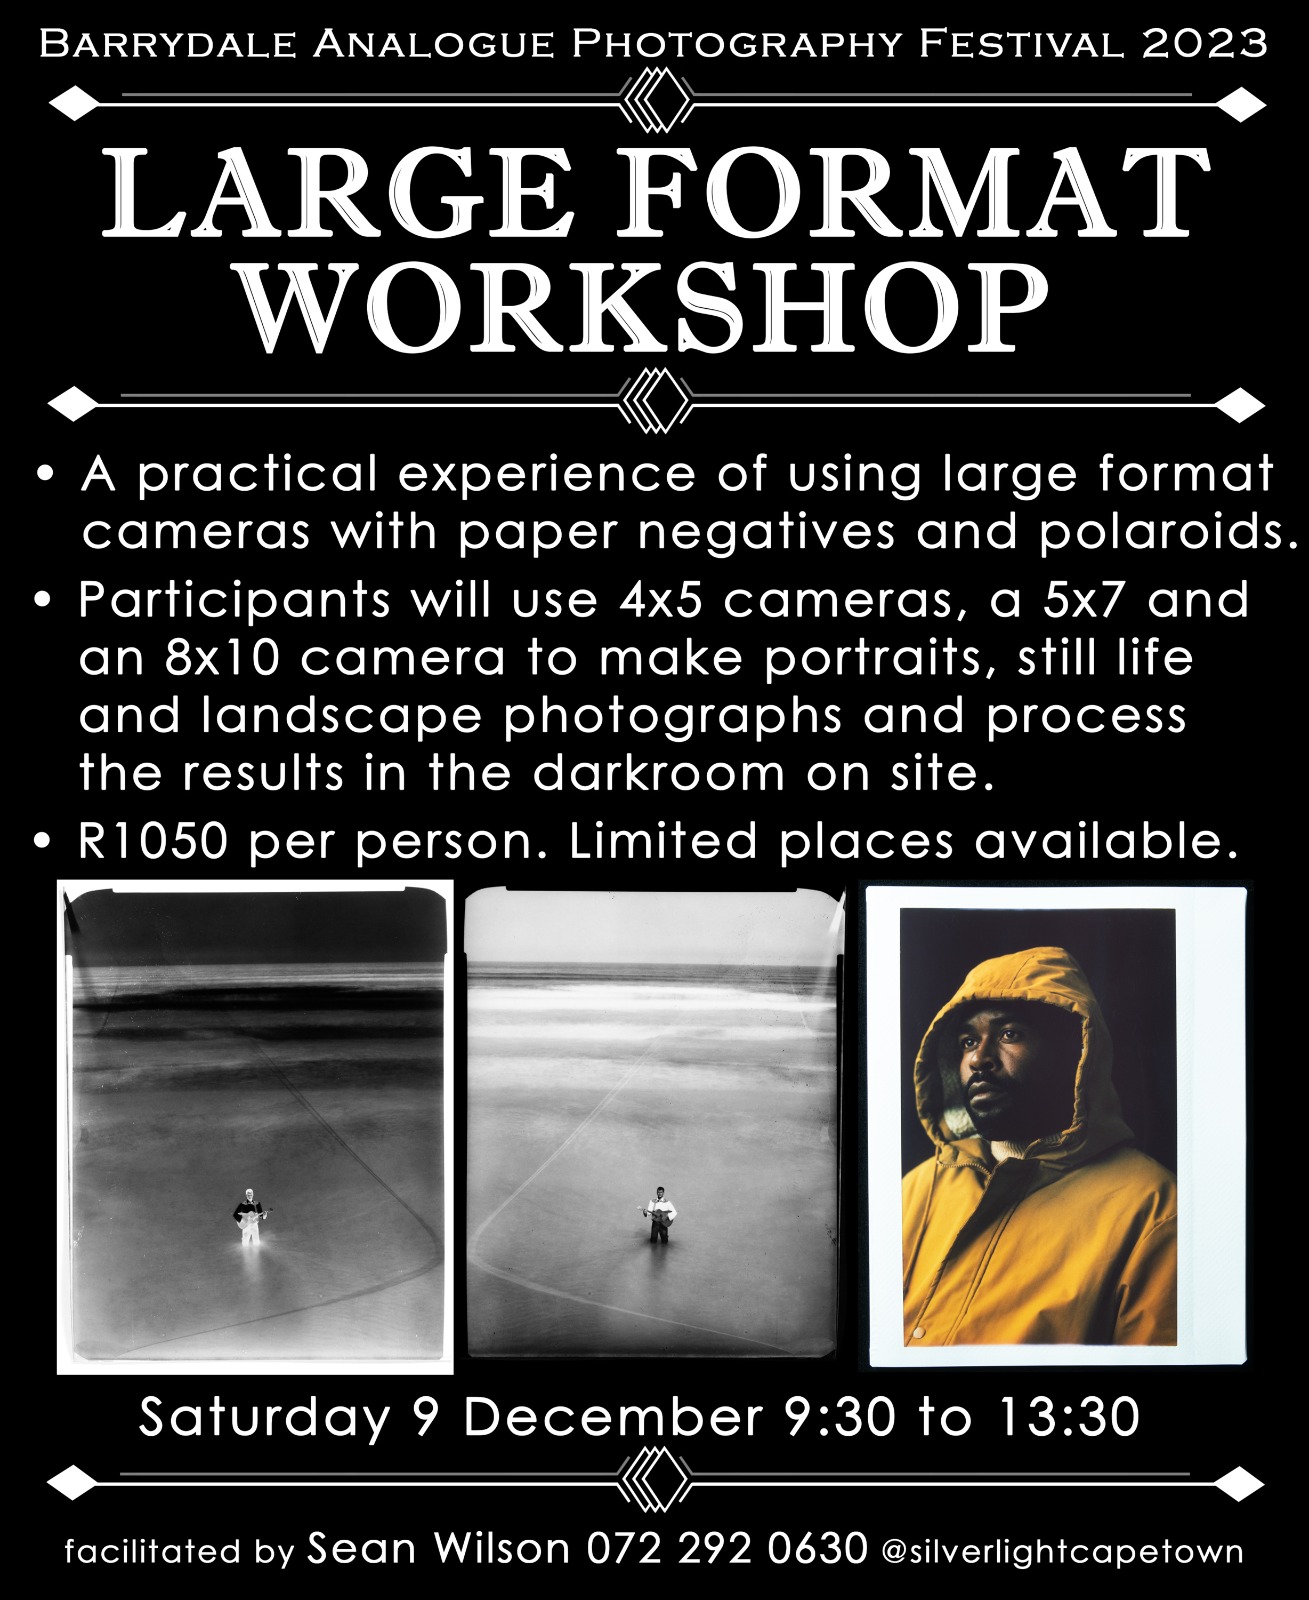 Barrydale Analogue Photography Festival 2023
LARGE FORMAT
WORKSHOP
• A practical experience of using large format
cameras with paper negatives and polaroids.
• Participants will use 4x5 cameras, a 5x7 and
an 8x10 camera to make portraits, still life
and landscape photographs and process
the results in the darkroom on site.
• R1050 per person. Limited places available.
Saturday 9 December 9:30 to 13:30
facilitated by Sean Wilson 072 292 0630 @silverlightcapetown